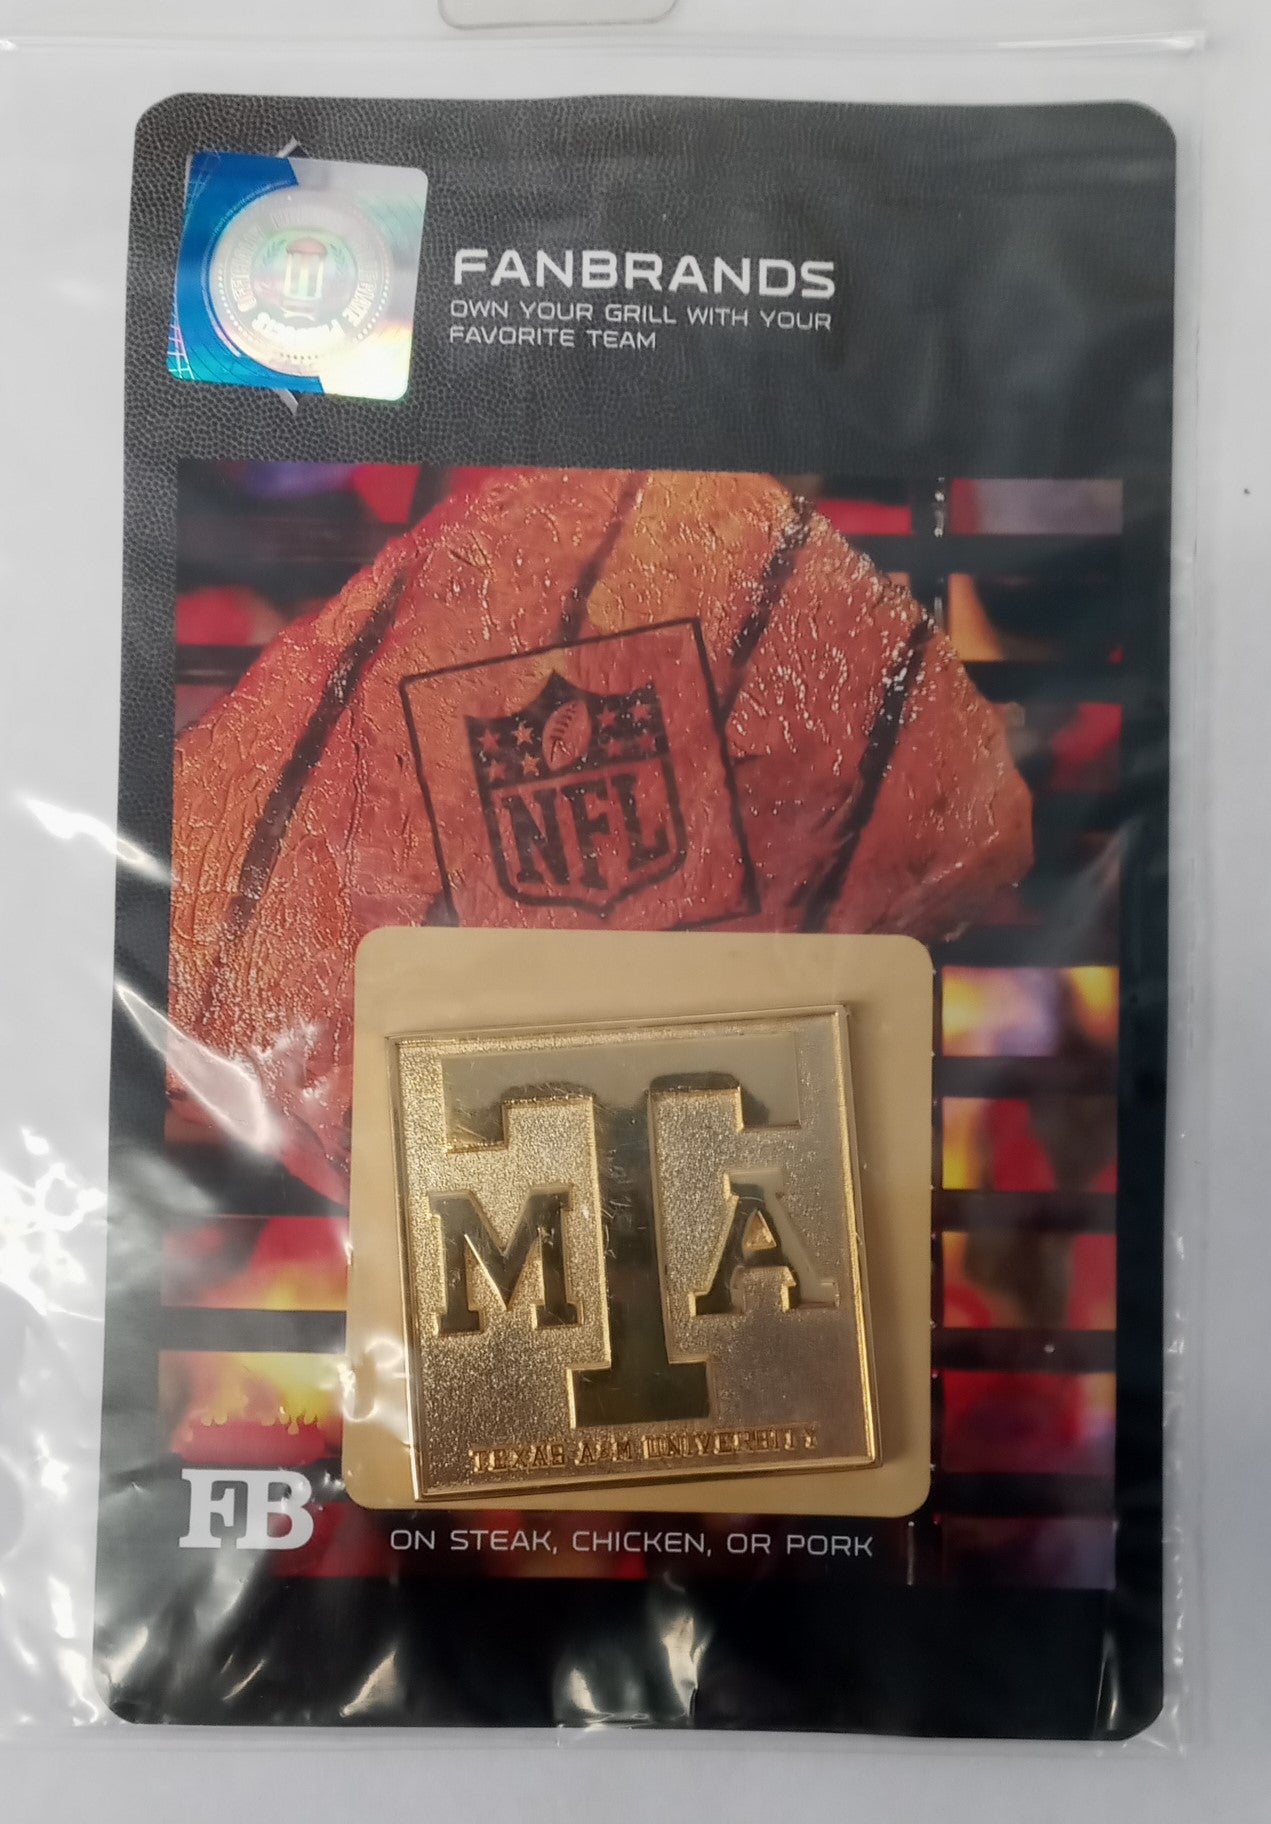 FANBRANDS
OWN YOUR GRILL WITH YOUR
FAVORITE TEAM
NFL
T
M A
TEXAS A&M UNIVERSITY
FB
ON STEAK, CHICKEN, OR PORK